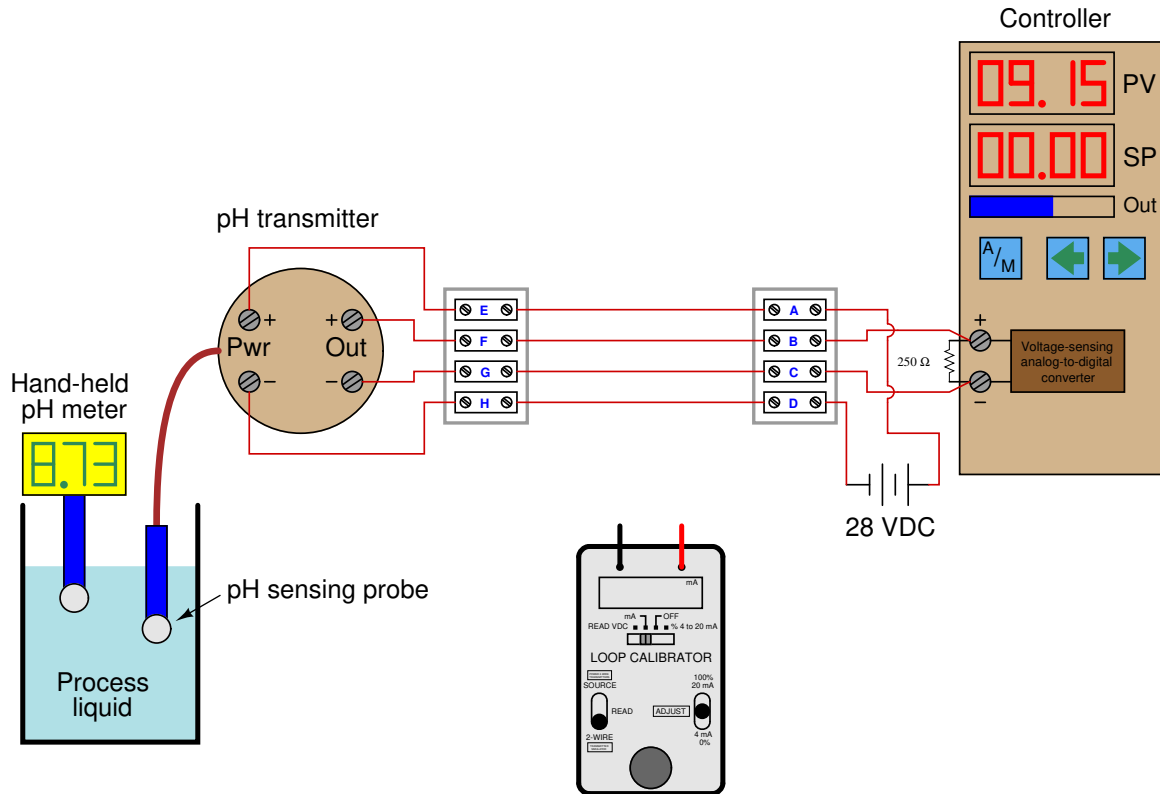 Controller
09.15 PV
00.00 SP
Out
A/M
pH transmitter
+ +
Pwr Out
− −
E
F
G
H
A
B
C
D
+
250 Ω
−
Voltage-sensing
analog-to-digital
converter
Hand-held
pH meter
8.73
28 VDC
pH sensing probe
Process
liquid
mA
mA OFF
READ VDC % 4 to 20 mA
LOOP CALIBRATOR
SOURCE
READ
2-WIRE
100%
20 mA
ADJUST
4 mA
0%